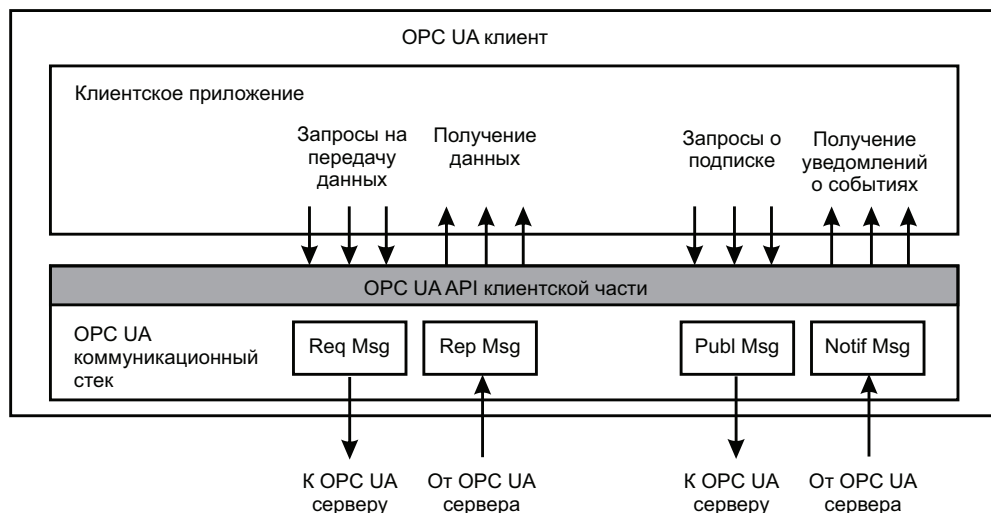 OPC UA клиент
Клиентское приложение
Запросы на
передачу
данных
Получение
данных
Запросы о
подписке
Получение
уведомлений
о событиях
OPC UA API клиентской части
OPC UA
коммуникационный
стек
Req Msg
Rep Msg
Publ Msg
Notif Msg
К OPC UA
серверу
От OPC UA
сервера
К OPC UA
серверу
От OPC UA
сервера